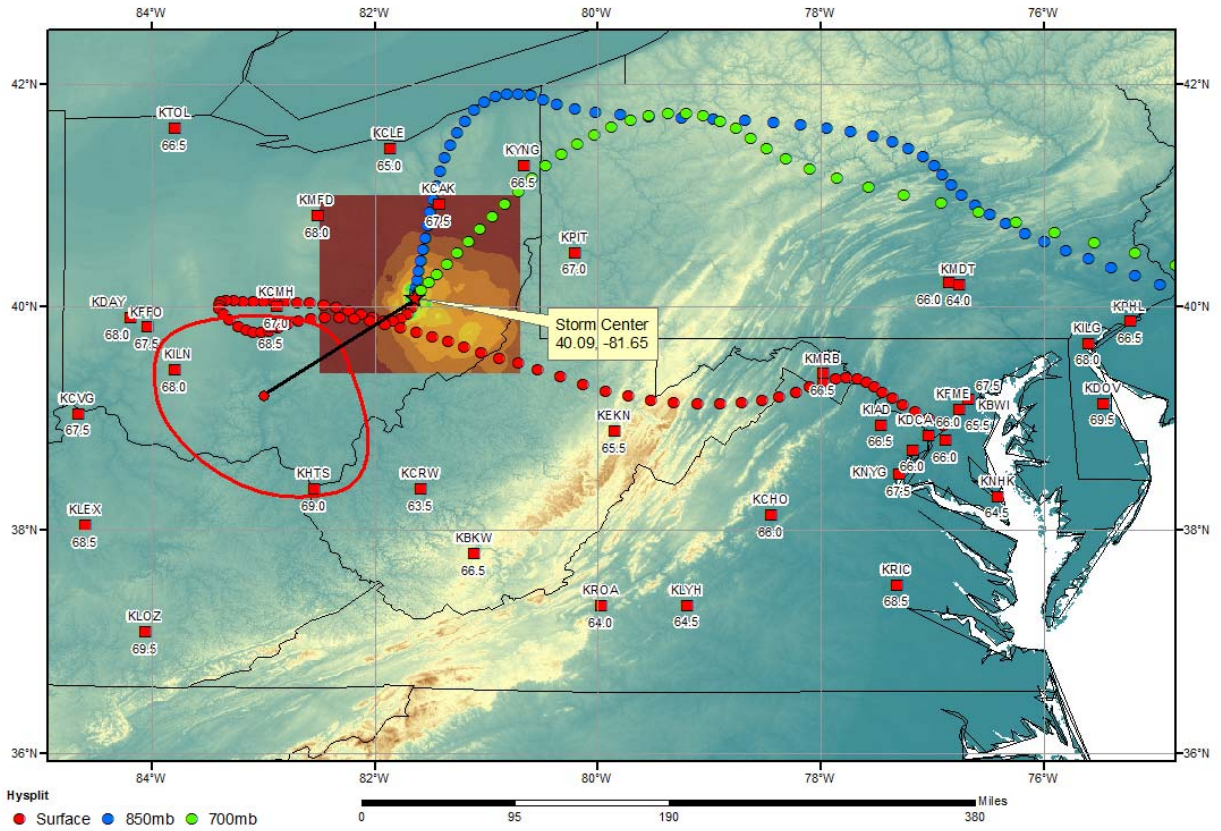 84°W 82°W 80°W 78°W 76°W
42°N 42°N
KTOL
66.5
KCLE
65.0
KYNG
66.5
KCAK
67.5
KMFD
68.0
KPIT
67.0
KMDT
66.0 64.0
40°N 40°N
KCMH
67.0
68.5
KDAY
68.0
KFFO
67.5
KPHL
66.5
KILG
68.0
Storm Center
40.09, -81.65
KILN
68.0
KMRB
66.5
KCVG
67.5
KFME
66.0
67.5
KBWI
65.5
KDOV
69.5
KIAD
66.5
KDCA
66.0
66.0
KEKN
65.5
KNYG
67.5
KHTS
69.0
KCRW
63.5
KNHK
64.5
KLEX
68.5
KCHO
66.0
38°N 38°N
KBKW
66.5
KRIC
68.5
KROA
64.0
KLYH
64.5
KLOZ
69.5
36°N 36°N
84°W 82°W 80°W 78°W 76°W
Hysplit
Surface 850mb 700mb
Miles
0 95 190 380